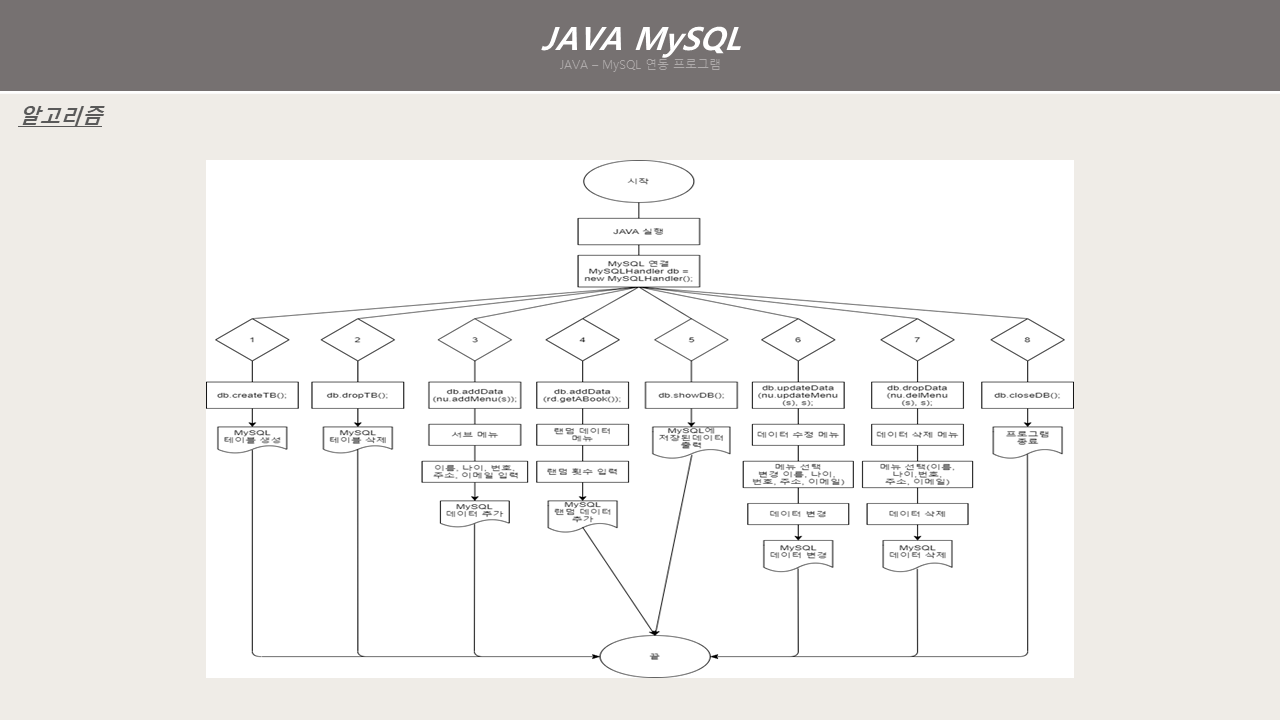 JAVA MySQL
JAVA – MySQL 연동 프로그램
알고리즘
시작
JAVA 실행
MySQL 연결
MySQLHandler db =
new MySQLHandler();
1
2
3
4
5
6
7
8
db.createTB();
db.dropTB();
db.addData
(nu.addMenu(s));
db.addData
(rd.getABook());
db.showDB();
db.updateData
(nu.updateMenu
(s), s);
db.dropData
(nu.delMenu
(s), s);
db.closeDB();
MySQL
테이블 생성
MySQL
테이블 삭제
서브 메뉴
랜덤 데이터
메뉴
MySQL에
저장된데이터
출력
데이터 수정 메뉴
데이터 삭제 메뉴
프로그램
종료
이름, 나이, 번호,
주소, 이메일 입력
랜덤 횟수 입력
메뉴 선택
변경 이름, 나이,
번호, 주소, 이메일)
메뉴 선택(이름,
나이,번호,
주소, 이메일)
MySQL
데이터 추가
MySQL
랜덤 데이터
추가
데이터 변경
데이터 삭제
MySQL
데이터 변경
MySQL
데이터 삭제
끝